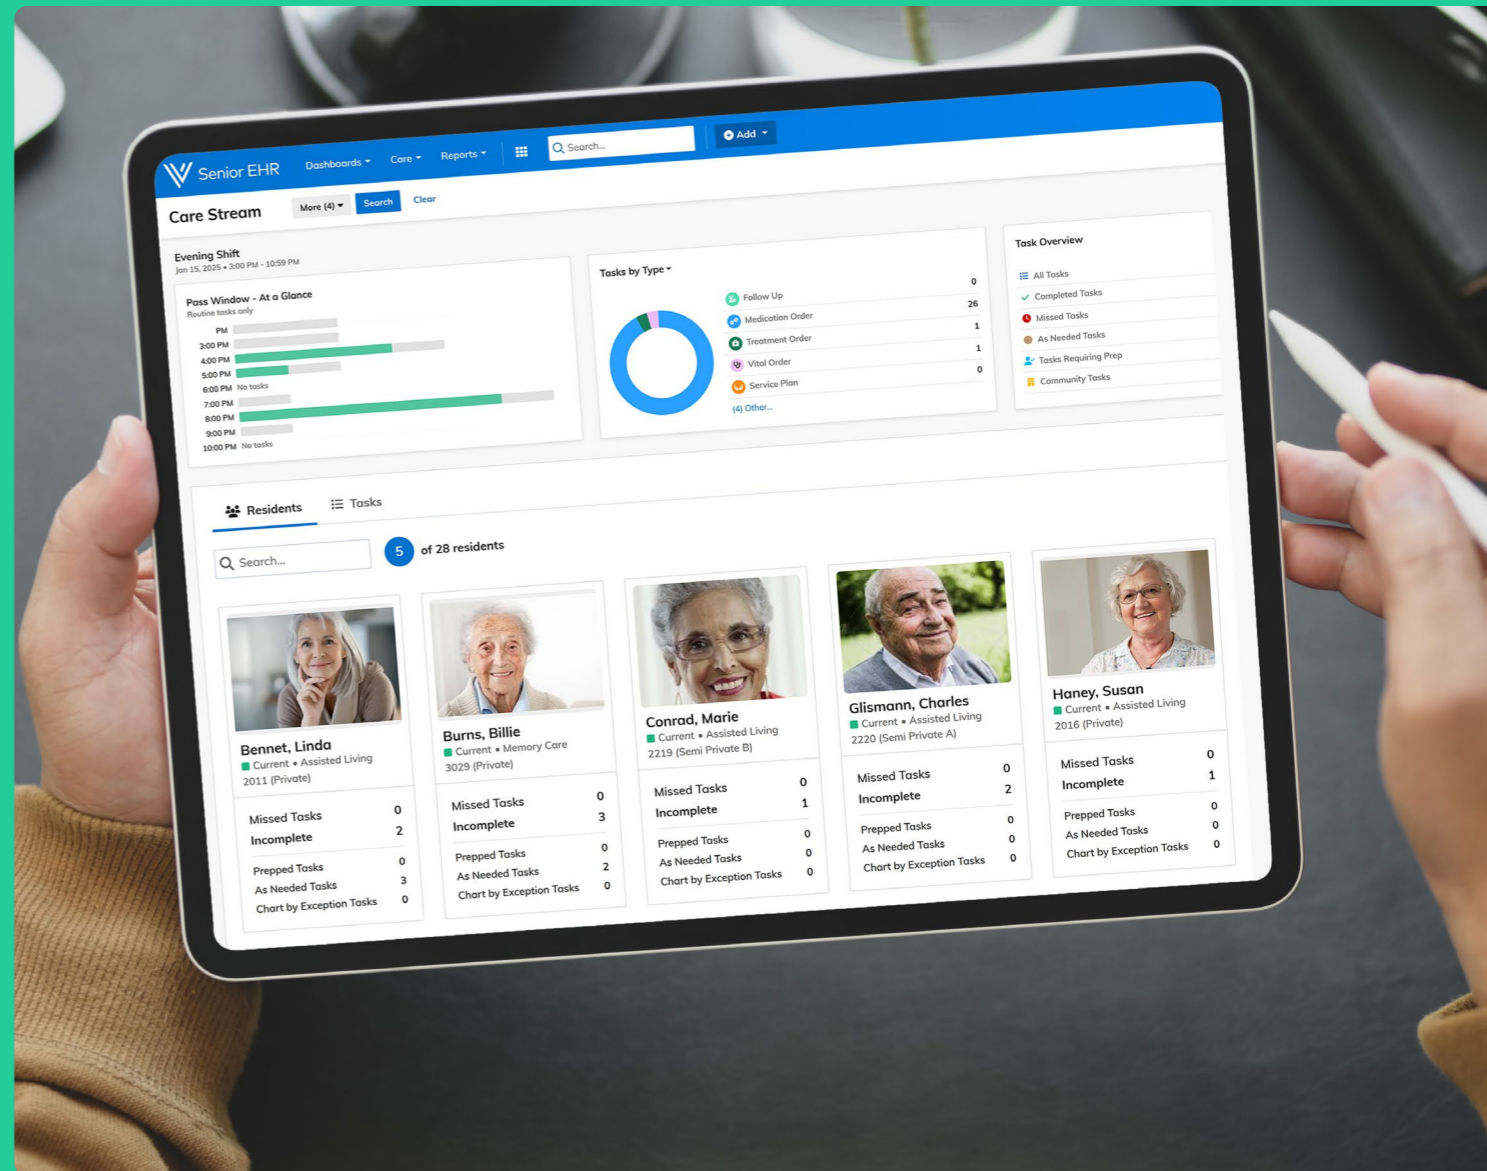 Senior EHR Dashboards Care Reports Search... Add
Care Stream More (4) Search Clear
Evening Shift
Jan 15, 2025 • 3:00 PM - 10:59 PM
Pass Window - At a Glance
Routine tasks only
PM
3:00 PM
4:00 PM
5:00 PM
6:00 PM No tasks
7:00 PM
8:00 PM
9:00 PM
10:00 PM No tasks
Tasks by Type
Follow Up 0
Medication Order 26
Treatment Order 1
Vital Order 1
Service Plan 0
(4) Other...
Task Overview
All Tasks
Completed Tasks
Missed Tasks
As Needed Tasks
Tasks Requiring Prep
Community Tasks
Residents Tasks
Search... 5 of 28 residents
Bennet, Linda
Current • Assisted Living
2011 (Private)
Missed Tasks 0
Incomplete 2
Prepped Tasks 0
As Needed Tasks 3
Chart by Exception Tasks 0
Burns, Billie
Current • Memory Care
3029 (Private)
Missed Tasks 0
Incomplete 3
Prepped Tasks 0
As Needed Tasks 2
Chart by Exception Tasks 0
Conrad, Marie
Current • Assisted Living
2219 (Semi Private B)
Missed Tasks 0
Incomplete 1
Prepped Tasks 0
As Needed Tasks 0
Chart by Exception Tasks 0
Glismann, Charles
Current • Assisted Living
2220 (Semi Private A)
Missed Tasks 0
Incomplete 2
Prepped Tasks 0
As Needed Tasks 0
Chart by Exception Tasks 0
Haney, Susan
Current • Assisted Living
2016 (Private)
Missed Tasks 0
Incomplete 1
Prepped Tasks 0
As Needed Tasks 0
Chart by Exception Tasks 0